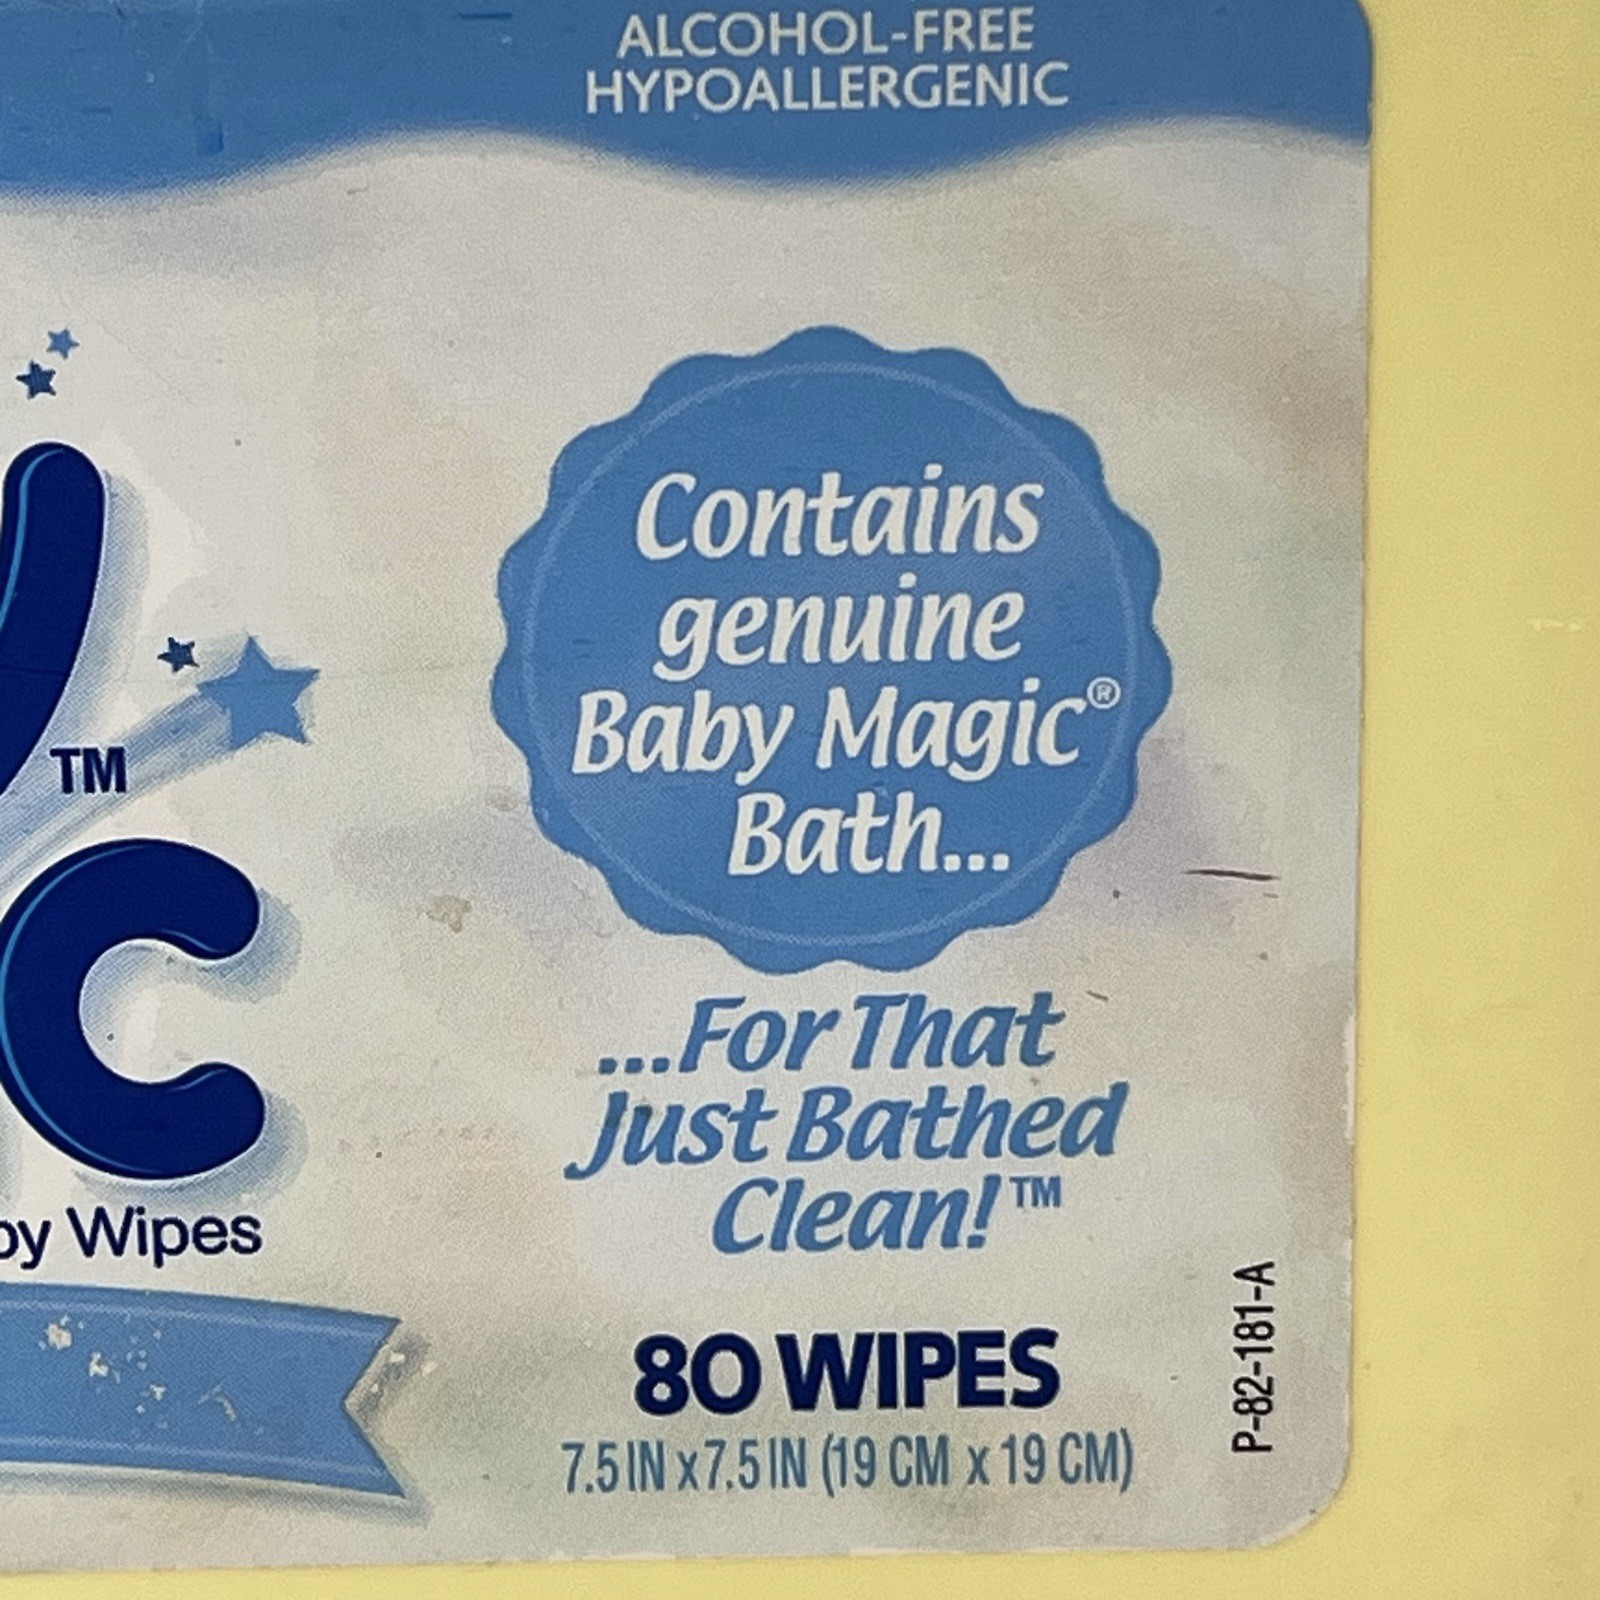 ALCOHOL-FREE
HYPOALLERGENIC
Contains
genuine
Baby Magic®
Bath...
TM
...For That
Just Bathed
Clean!™
Wipes
80 WIPES
7.5 IN x 7.5 IN (19 CM x 19 CM)
P-82-181-A